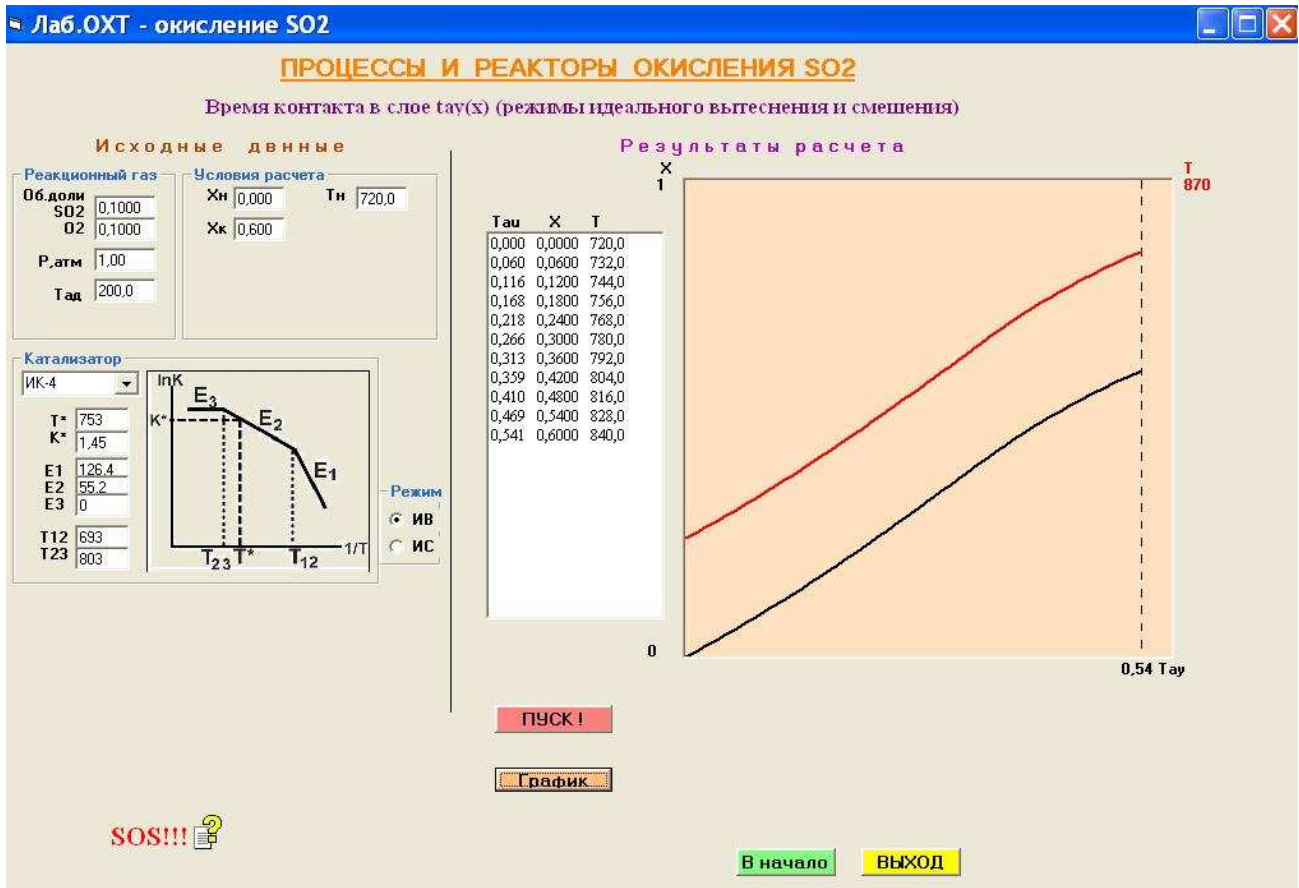 Лаб.ОХТ - окисление SO2
ПРОЦЕССЫ И РЕАКТОРЫ ОКИСЛЕНИЯ SO2
Время контакта в слое tay(x) (режимы идеального вытеснения и смешения)
Исходные двнные
Реакционный газ
Об.доли
SO2 0,1000
O2 0,1000
P,атм 1,00
Tад 200,0
Условия расчета
Xн 0,000 Tн 720,0
Xк 0,600
Катализатор
ИК-4
T* 753
K* 1,45
E1 126.4
E2 55.2
E3 0
T12 693
T23 803
lnK
K*
E3
E2
E1
T23 T* T12 1/T
Режим
ИВ
ИС
Результаты расчета
Tau X T
0,000 0,0000 720,0
0,060 0,0600 732,0
0,116 0,1200 744,0
0,168 0,1800 756,0
0,218 0,2400 768,0
0,266 0,3000 780,0
0,313 0,3600 792,0
0,359 0,4200 804,0
0,410 0,4800 816,0
0,469 0,5400 828,0
0,541 0,6000 840,0
X
1
T
870
0
0,54 Tay
ПУСК !
График
SOS!!!
В начало
ВЫХОД